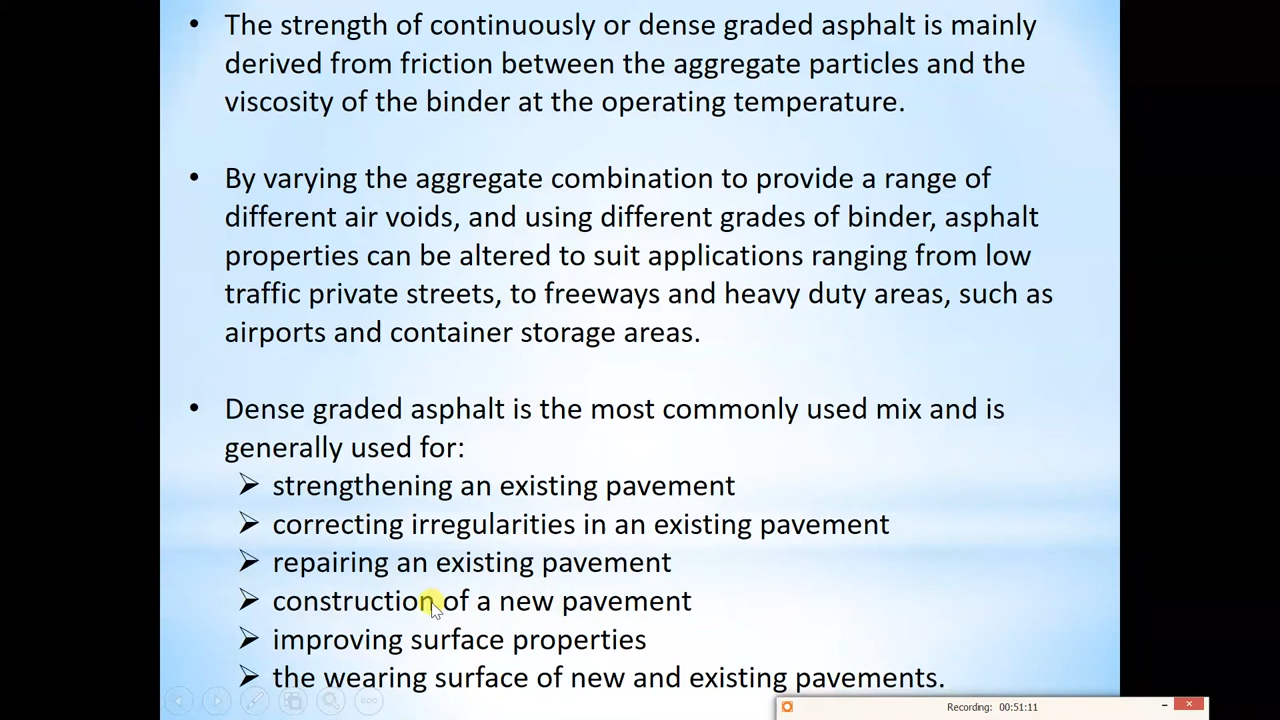 • The strength of continuously or dense graded asphalt is mainly
derived from friction between the aggregate particles and the
viscosity of the binder at the operating temperature.
• By varying the aggregate combination to provide a range of
different air voids, and using different grades of binder, asphalt
properties can be altered to suit applications ranging from low
traffic private streets, to freeways and heavy duty areas, such as
airports and container storage areas.
• Dense graded asphalt is the most commonly used mix and is
generally used for:
➢ strengthening an existing pavement
➢ correcting irregularities in an existing pavement
➢ repairing an existing pavement
➢ construction of a new pavement
➢ improving surface properties
➢ the wearing surface of new and existing pavements.
Recording: 00:51:11